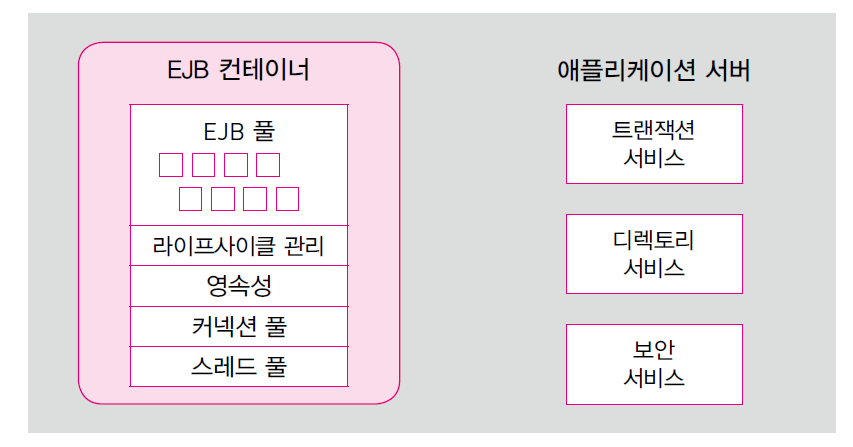 EJB 컨테이너
EJB 풀
라이프사이클 관리
영속성
커넥션 풀
스레드 풀
애플리케이션 서버
트랜잭션
서비스
디렉토리
서비스
보안
서비스